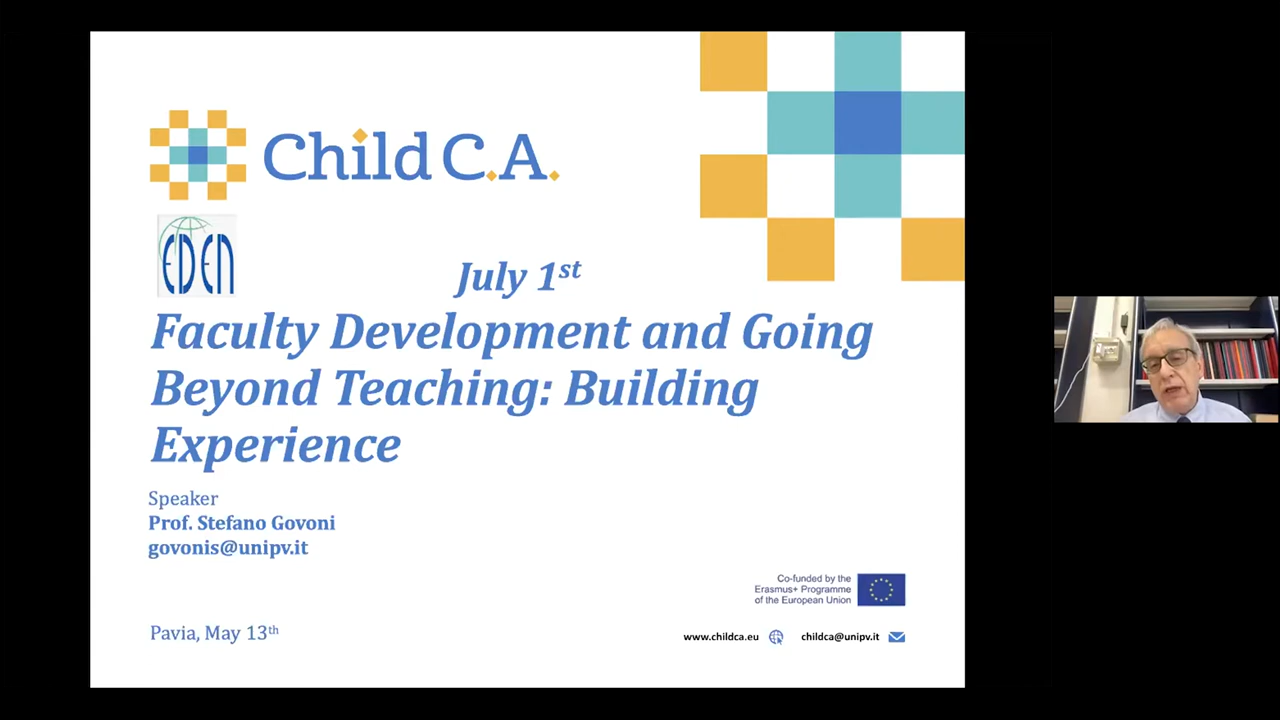 Child C.A.
EDEN
July 1st
Faculty Development and Going
Beyond Teaching: Building
Experience
Speaker
Prof. Stefano Govoni
govonis@unipv.it
Co-funded by the
Erasmus+ Programme
of the European Union
Pavia, May 13th
www.childca.eu childca@unipv.it